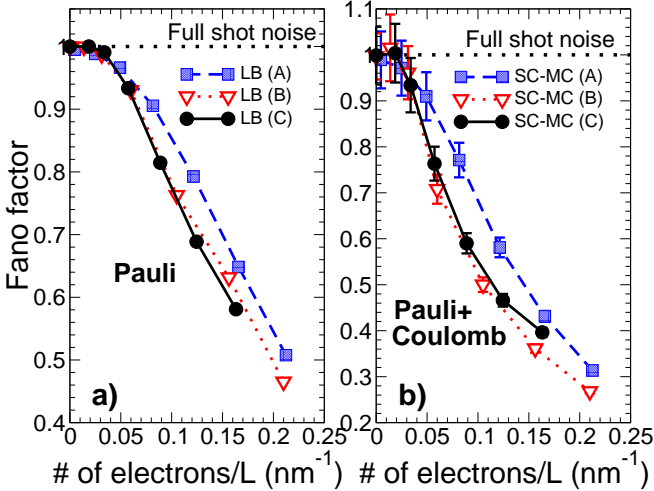 Full shot noise
LB (A)
LB (B)
LB (C)
1
0.9
0.8
0.7
0.6
0.5
0.4
Fano factor
Pauli
a)
0
0.05
0.1
0.15
0.2
0.25
# of electrons/L (nm⁻¹)
1.1
Full shot noise
SC-MC (A)
SC-MC (B)
SC-MC (C)
1
0.9
0.8
0.7
0.6
0.5
0.4
0.3
0.2
Pauli+
Coulomb
b)
0
0.05
0.1
0.15
0.2
0.25
# of electrons/L (nm⁻¹)